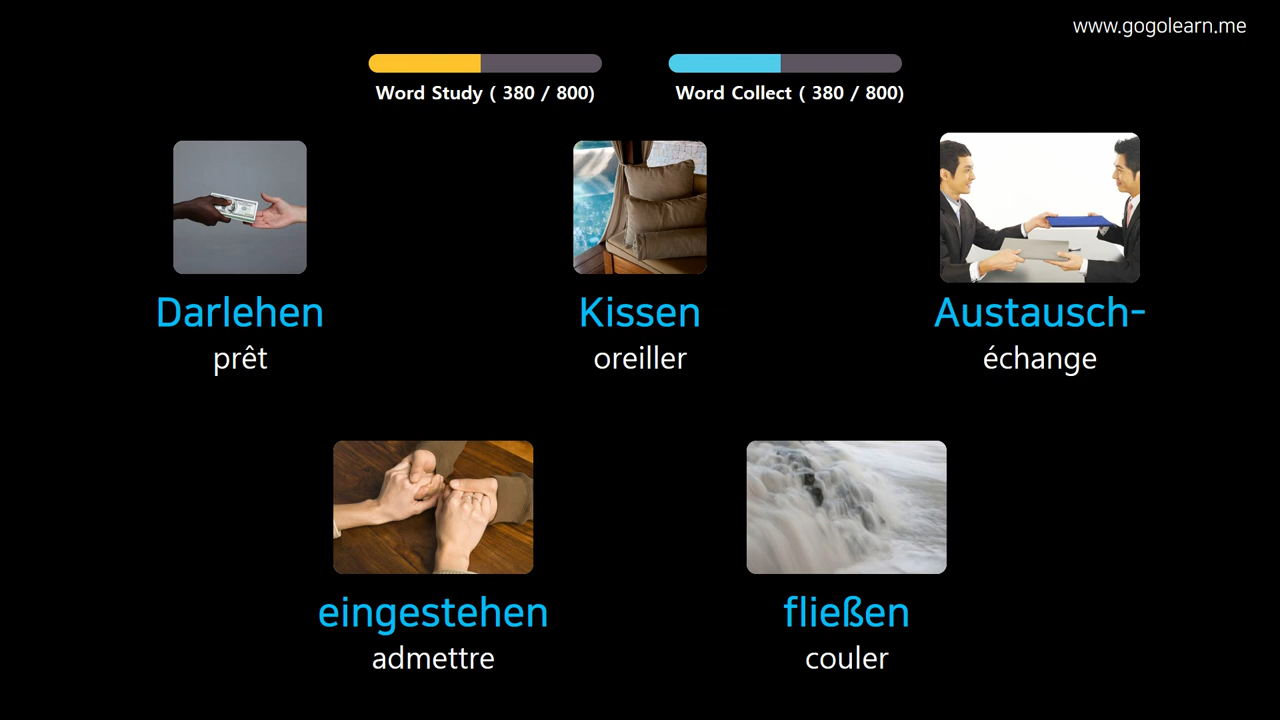 www.gogolearn.me
Word Study ( 380 / 800)
Word Collect ( 380 / 800)
Darlehen
prêt
Kissen
oreiller
Austausch-
échange
eingestehen
admettre
fließen
couler